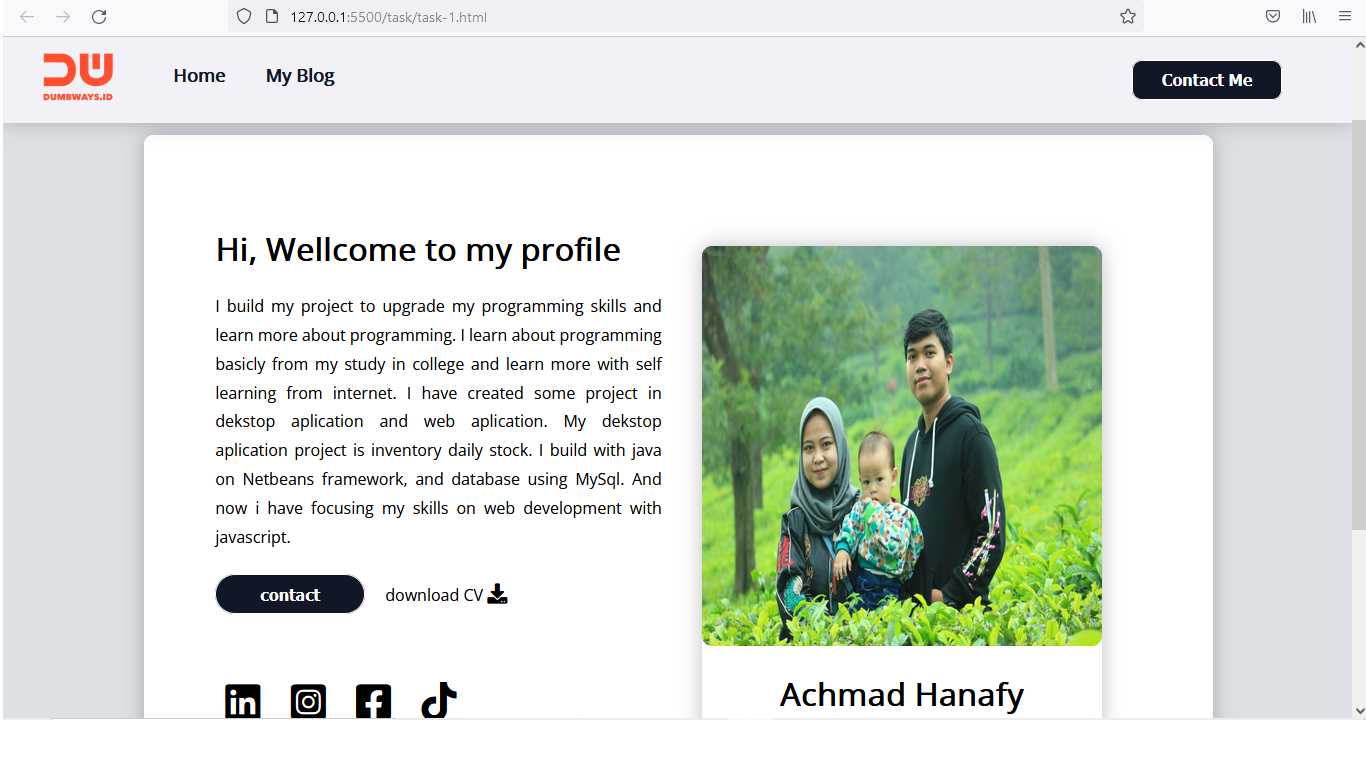 127.0.0.1:5500/task/task-1.html
DW
DUMBWAYS.ID
Home
My Blog
Contact Me
Hi, Wellcome to my profile
I build my project to upgrade my programming skills and
learn more about programming. I learn about programming
basicly from my study in college and learn more with self
learning from internet. I have created some project in
dekstop aplication and web aplication. My dekstop
aplication project is inventory daily stock. I build with java
on Netbeans framework, and database using MySql. And
now i have focusing my skills on web development with
javascript.
contact
download CV
in
Achmad Hanafy